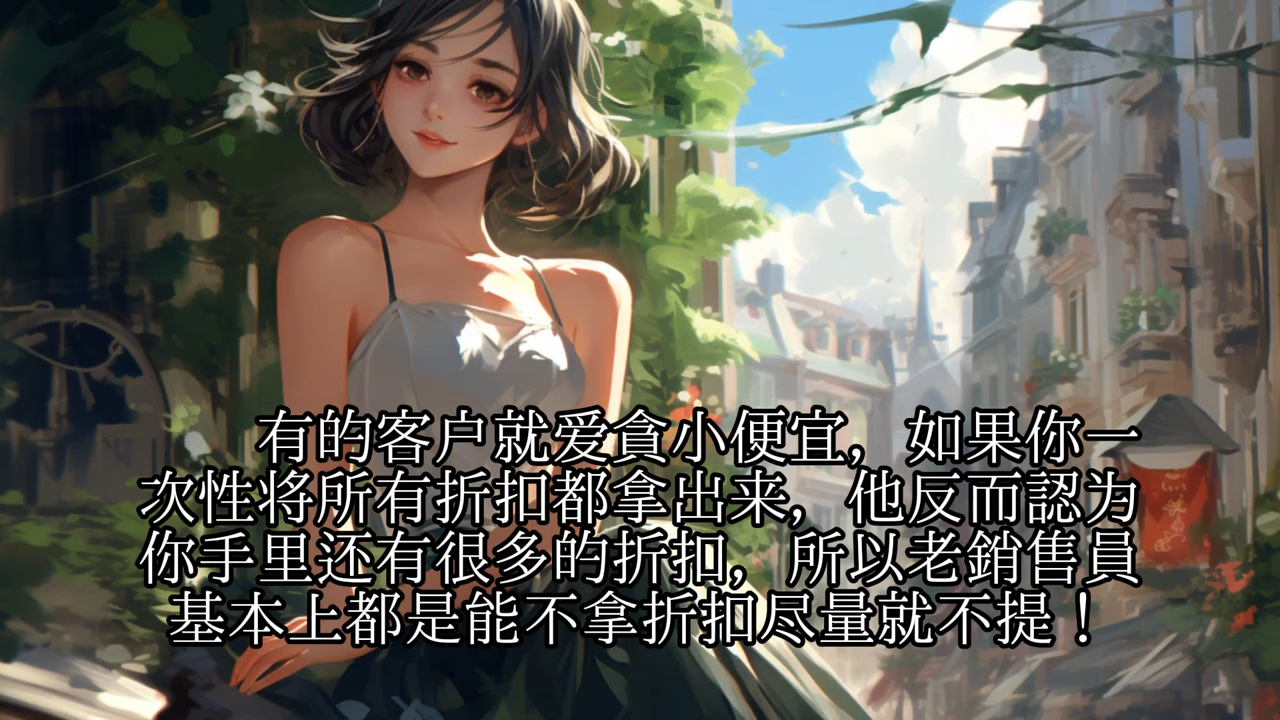 有的客户就爱貪小便宜，如果你一
次性将所有折扣都拿出来，他反而認为
你手里还有很多的折扣，所以老銷售員
基本上都是能不拿折扣尽量就不提！